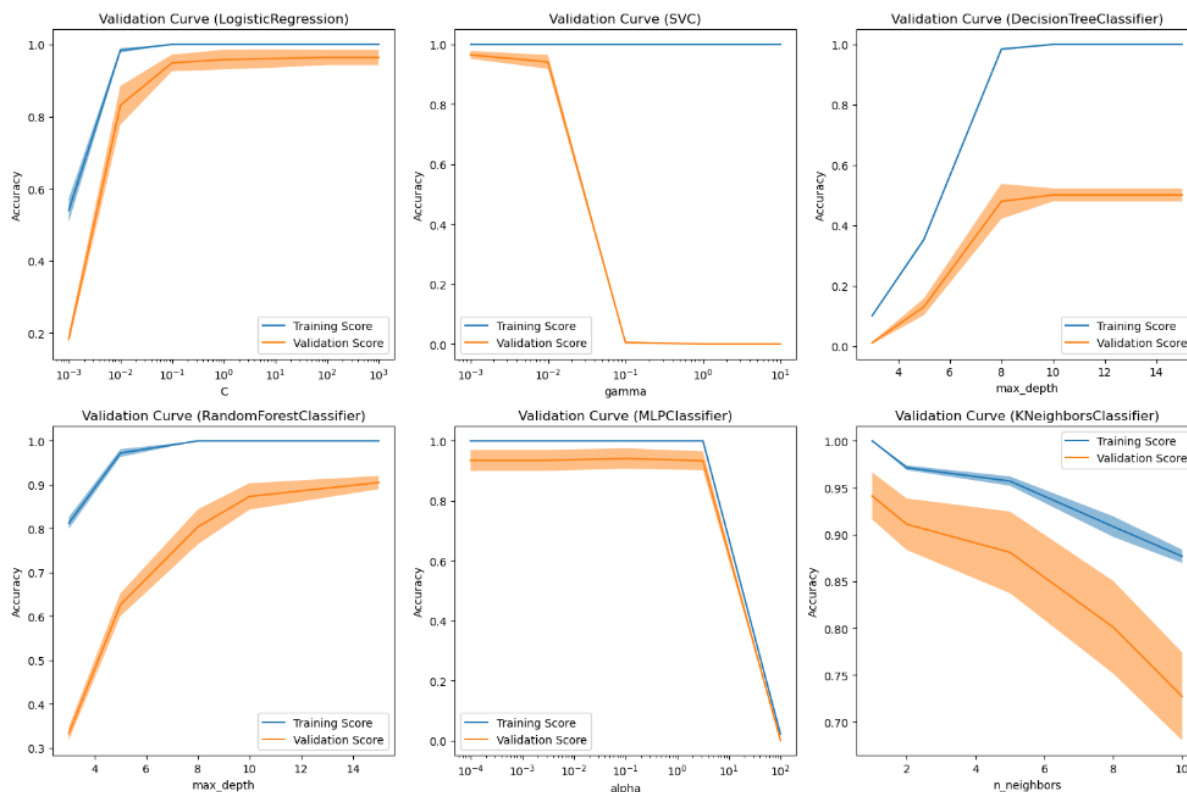 Validation Curve (LogisticRegression)
1.0
0.8
0.6
0.4
0.2
Accuracy
Training Score
Validation Score
10⁻³ 10⁻² 10⁻¹ 10⁰ 10¹ 10² 10³
C
Validation Curve (SVC)
1.0
0.8
0.6
0.4
0.2
0.0
Accuracy
Training Score
Validation Score
10⁻³ 10⁻² 10⁻¹ 10⁰ 10¹
gamma
Validation Curve (DecisionTreeClassifier)
1.0
0.8
0.6
0.4
0.2
0.0
Accuracy
Training Score
Validation Score
4 6 8 10 12 14
max_depth
Validation Curve (RandomForestClassifier)
1.0
0.9
0.8
0.7
0.6
0.5
0.4
0.3
Accuracy
Training Score
Validation Score
4 6 8 10 12 14
max_depth
Validation Curve (MLPClassifier)
1.0
0.8
0.6
0.4
0.2
0.0
Accuracy
Training Score
Validation Score
10⁻⁴ 10⁻³ 10⁻² 10⁻¹ 10⁰ 10¹ 10²
alpha
Validation Curve (KNeighborsClassifier)
Training Score
Validation Score
1.00
0.95
0.90
0.85
0.80
0.75
0.70
Accuracy
2 4 6 8 10
n_neighbors